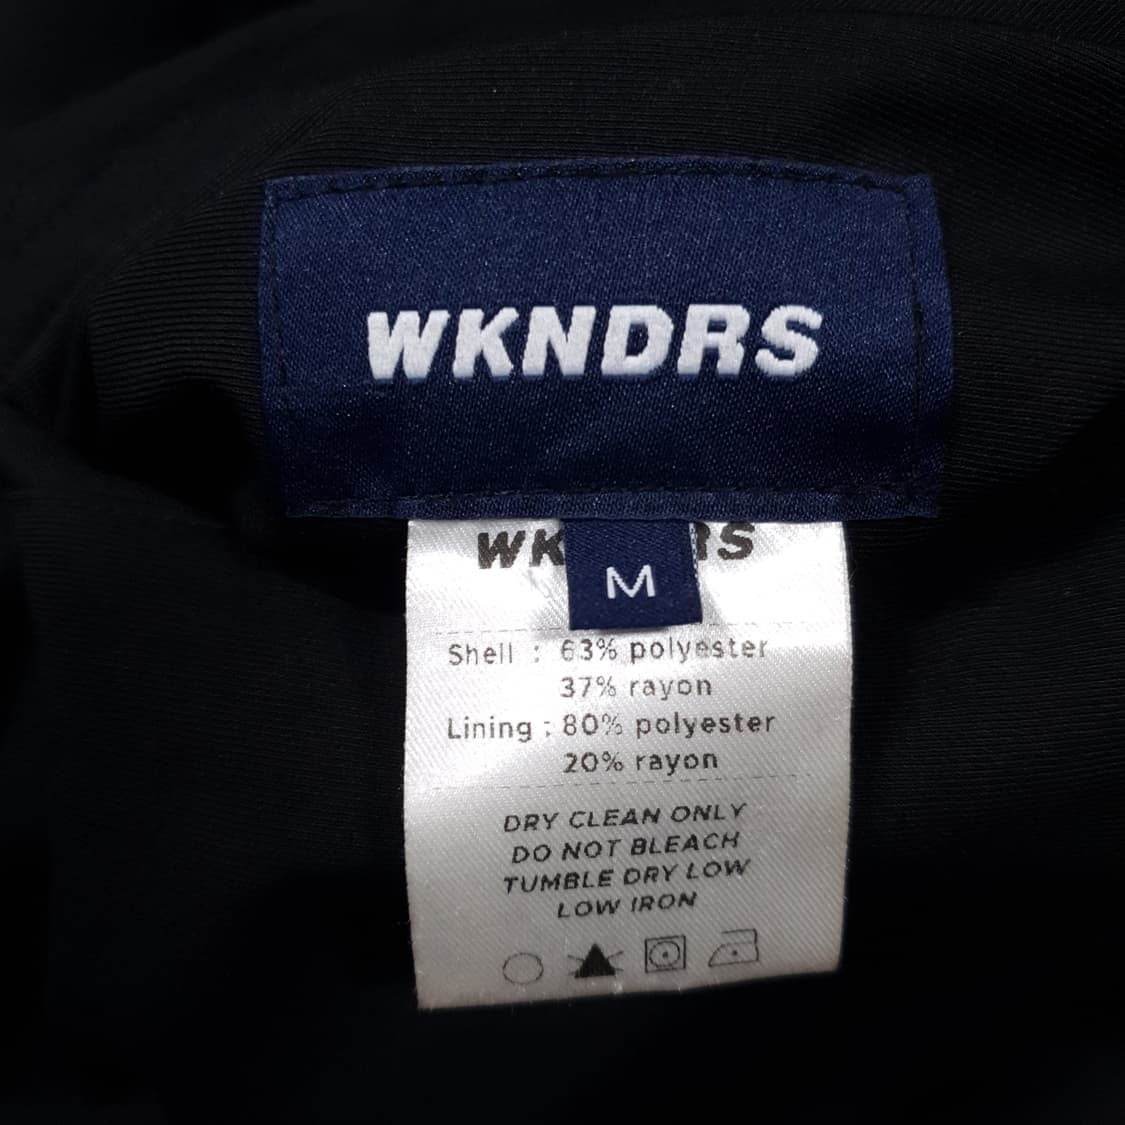 WKNDRS
WK RS
M
Shell : 63% polyester
37% rayon
Lining : 80% polyester
20% rayon
DRY CLEAN ONLY
DO NOT BLEACH
TUMBLE DRY LOW
LOW IRON